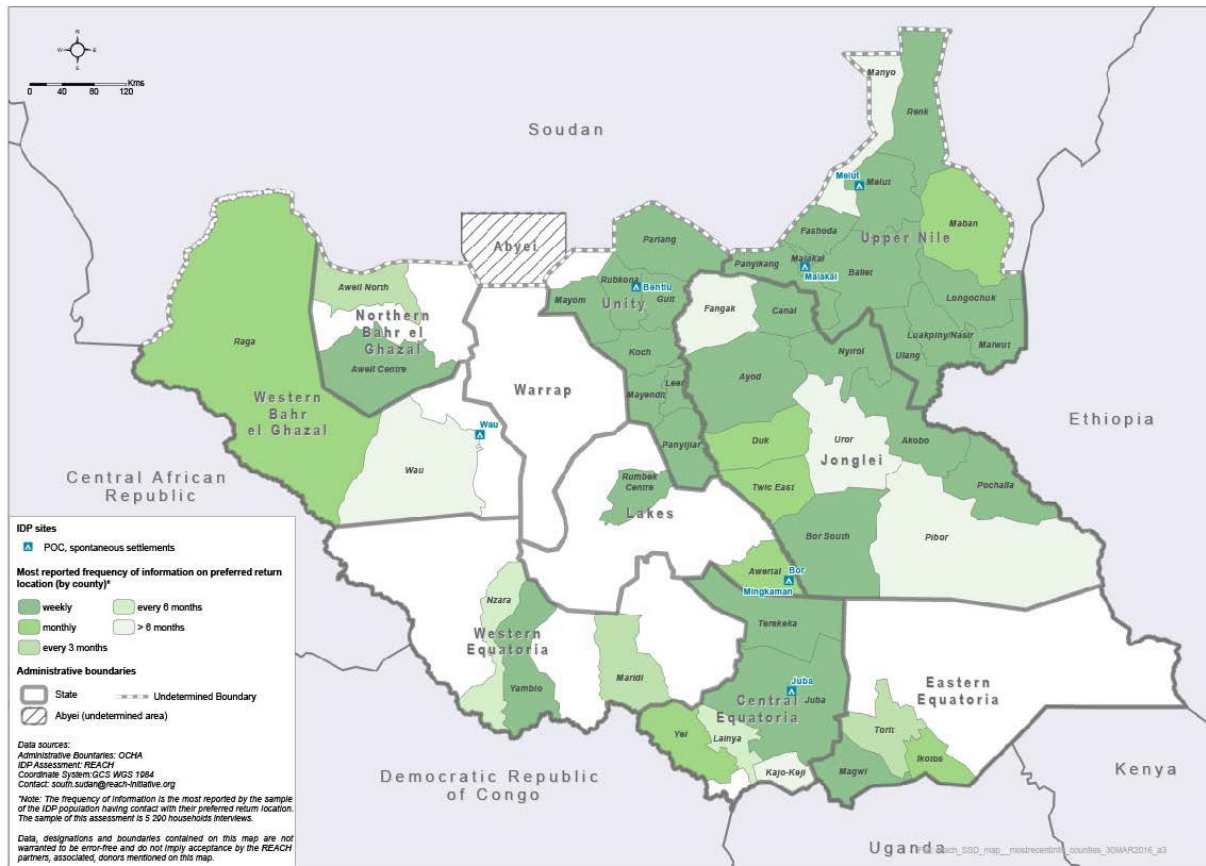 N
W E
S
Kms
0 40 80 120
Soudan
Manyo
Renk
Melut
Melut
Maban
Fashoda
Upper Nile
Abyei
Pariang
Panyikang
Malakal
Malakal
Baliet
Rubkona
Bentiu
Mayom
Unity
Guit
Longochuk
Fangak
Canal
Luakpiny/Nasir
Maiwut
Ulang
Aweil North
Northern
Bahr el
Ghazal
Aweil Centre
Raga
Koch
Nyirol
Warrap
Leer
Mayendit
Ayod
Western
Bahr
el Ghazal
Ethiopia
Wau
Wau
Panyijiar
Duk
Uror
Jonglei
Akobo
Central African
Republic
Rumbek
Centre
Lakes
Twic East
Pochalla
Bor South
Pibor
Awerial
Bor
Mingkaman
Nzara
Western
Equatoria
Yambio
Maridi
Terekeka
Juba
Juba
Central
Equatoria
Eastern
Equatoria
Yei
Lainya
Kajo-Keji
Torit
Magwi
Ikotos
Democratic Republic
of Congo
Kenya
Uganda
IDP sites
POC, spontaneous settlements
Most reported frequency of information on preferred return
location (by county)*
weekly every 6 months
monthly > 6 months
every 3 months
Administrative boundaries
State Undetermined Boundary
Abyei (undetermined area)
Data sources:
Administrative Boundaries: OCHA
IDP Assessment: REACH
Coordinate System:GCS WGS 1984
Contact: south.sudan@reach-initiative.org
*Note: The frequency of information is the most reported by the sample
of the IDP population having contact with their preferred return location.
The sample of this assessment is 5 290 households interviews.
Data, designations and boundaries contained on this map are not
warranted to be error-free and do not imply acceptance by the REACH
partners, associated, donors mentioned on this map.